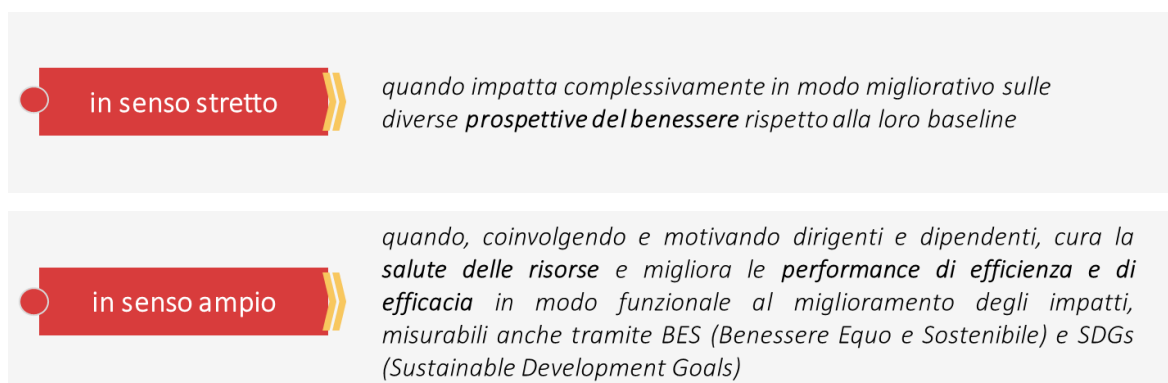 in senso stretto
quando impatta complessivamente in modo migliorativo sulle
diverse prospettive del benessere rispetto alla loro baseline
in senso ampio
quando, coinvolgendo e motivando dirigenti e dipendenti, cura la
salute delle risorse e migliora le performance di efficienza e di
efficacia in modo funzionale al miglioramento degli impatti,
misurabili anche tramite BES (Benessere Equo e Sostenibile) e SDGs
(Sustainable Development Goals)